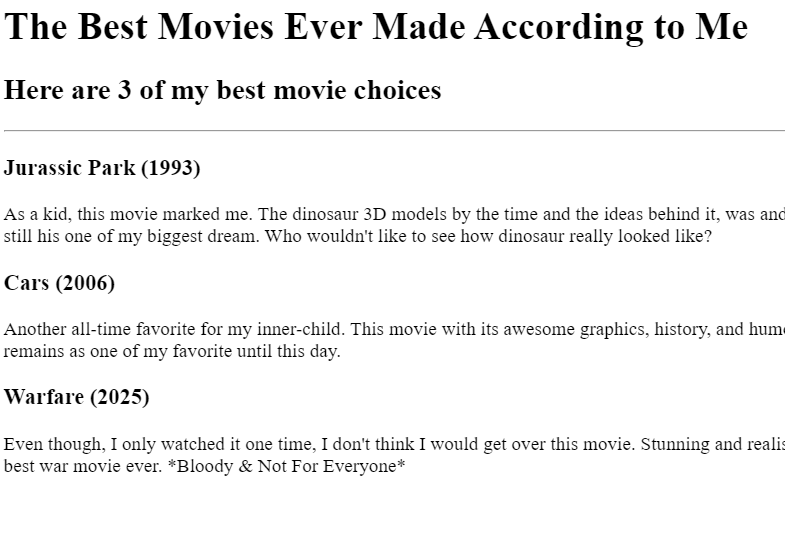 The Best Movies Ever Made According to Me
Here are 3 of my best movie choices
Jurassic Park (1993)
As a kid, this movie marked me. The dinosaur 3D models by the time and the ideas behind it, was and
still his one of my biggest dream. Who wouldn't like to see how dinosaur really looked like?
Cars (2006)
Another all-time favorite for my inner-child. This movie with its awesome graphics, history, and
remains as one of my favorite until this day.
Warfare (2025)
Even though, I only watched it one time, I don't think I would get over this movie. Stunning and
best war movie ever. *Bloody & Not For Everyone*